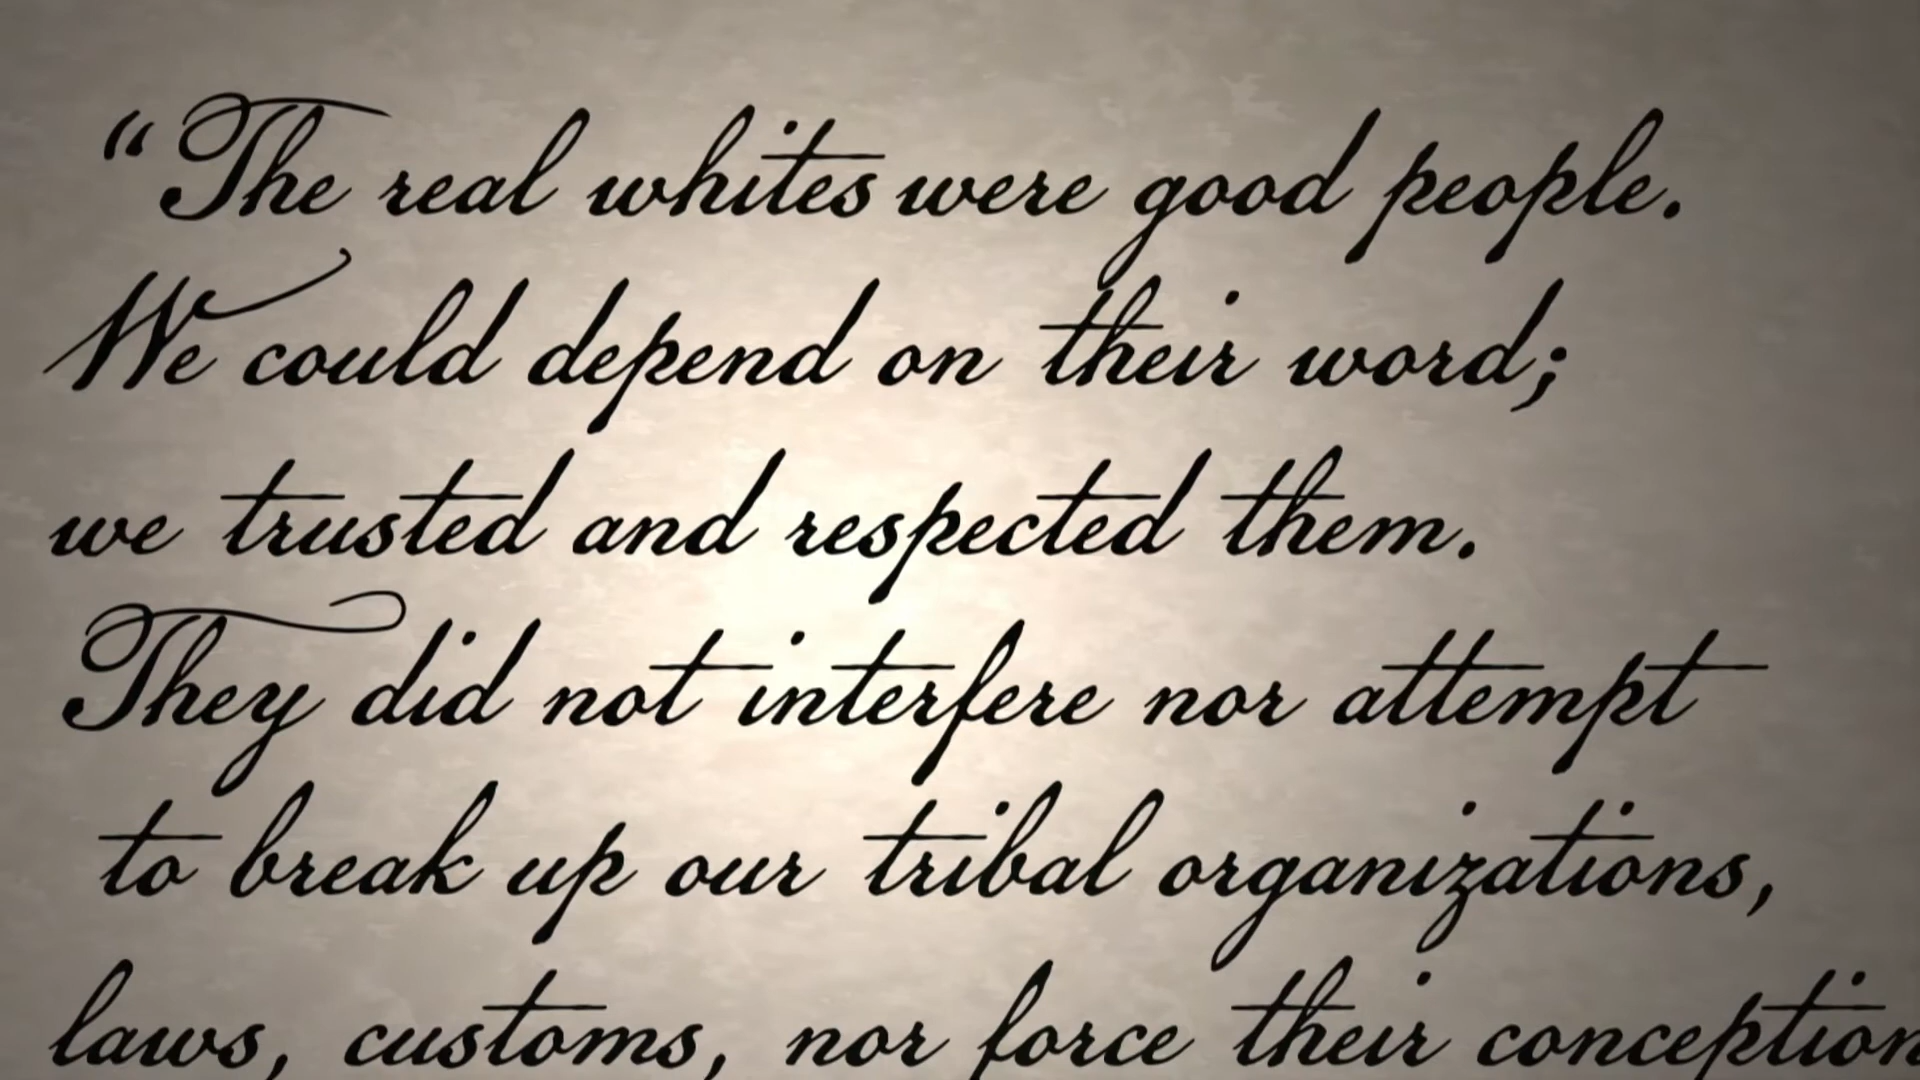 “The real whites were good people.
We could depend on their word;
we trusted and respected them.
They did not interfere nor attempt
to break up our tribal organizations,
laws, customs, nor force their conception